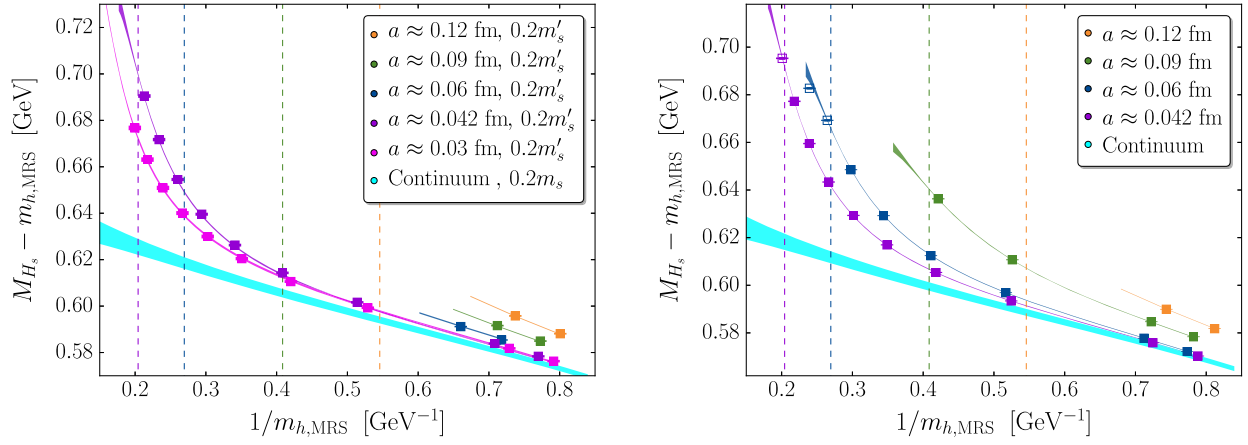 0.72
0.70
0.68
0.66
0.64
0.62
0.60
0.58
M_{H_s} − m_{h,MRS} [GeV]
a ≈ 0.12 fm, 0.2m′_s
a ≈ 0.09 fm, 0.2m′_s
a ≈ 0.06 fm, 0.2m′_s
a ≈ 0.042 fm, 0.2m′_s
a ≈ 0.03 fm, 0.2m′_s
Continuum , 0.2m_s
0.2 0.3 0.4 0.5 0.6 0.7 0.8
1/m_{h,MRS} [GeV⁻¹]
0.70
0.68
0.66
0.64
0.62
0.60
0.58
M_{H_s} − m_{h,MRS} [GeV]
a ≈ 0.12 fm
a ≈ 0.09 fm
a ≈ 0.06 fm
a ≈ 0.042 fm
Continuum
0.2 0.3 0.4 0.5 0.6 0.7 0.8
1/m_{h,MRS} [GeV⁻¹]